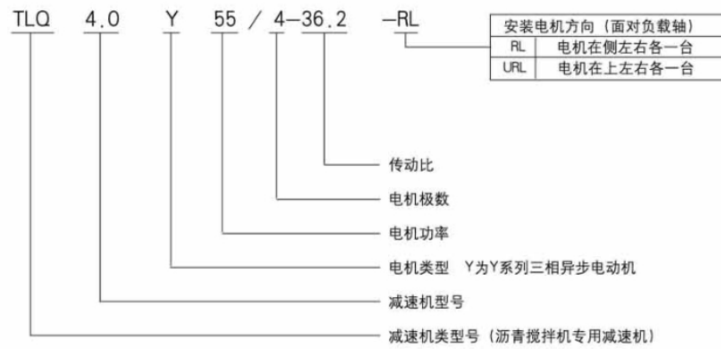 TLQ 4.0 Y 55 / 4-36.2 -RL
安装电机方向（面对负载轴）
RL 电机在侧左右各一台
URL 电机在上左右各一台
传动比
电机极数
电机功率
电机类型 Y为Y系列三相异步电动机
减速机型号
减速机类型号（沥青搅拌机专用减速机）